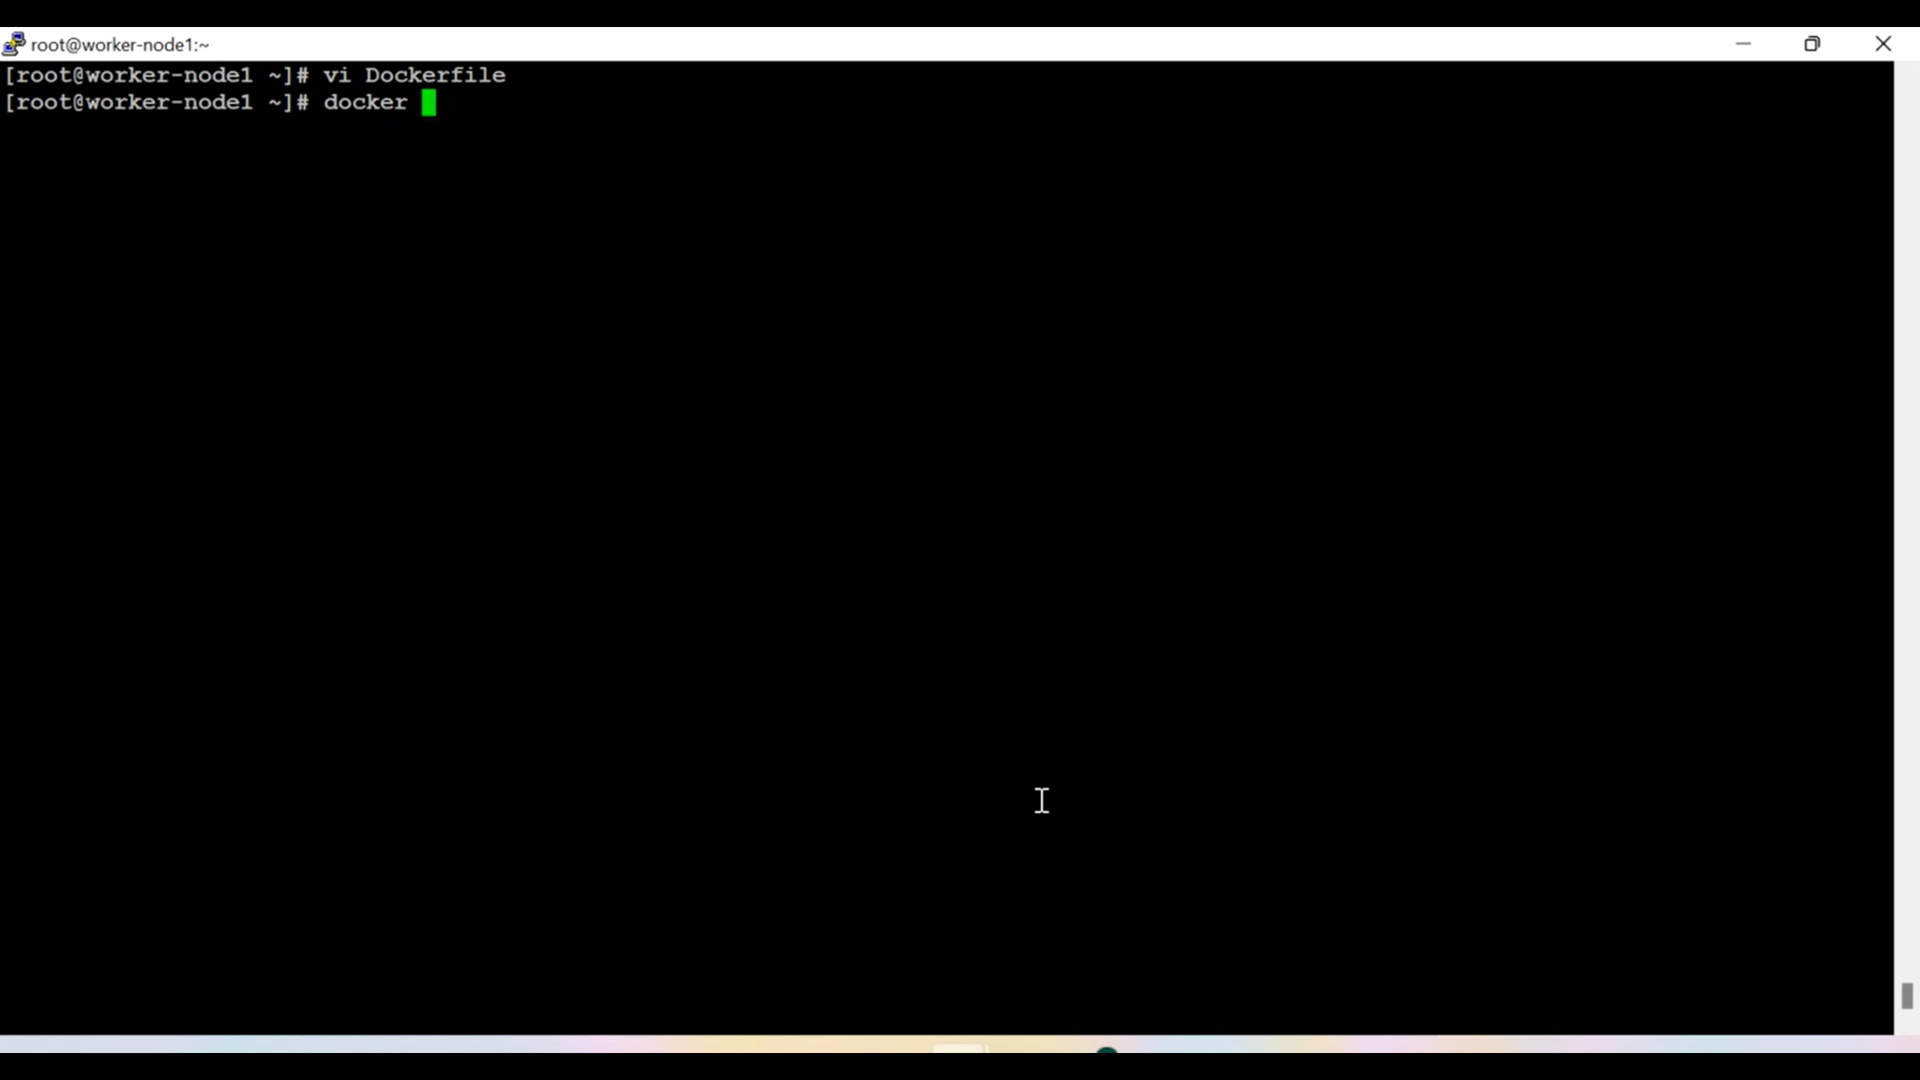 root@worker-node1:~
[root@worker-node1 ~]# vi Dockerfile
[root@worker-node1 ~]# docker